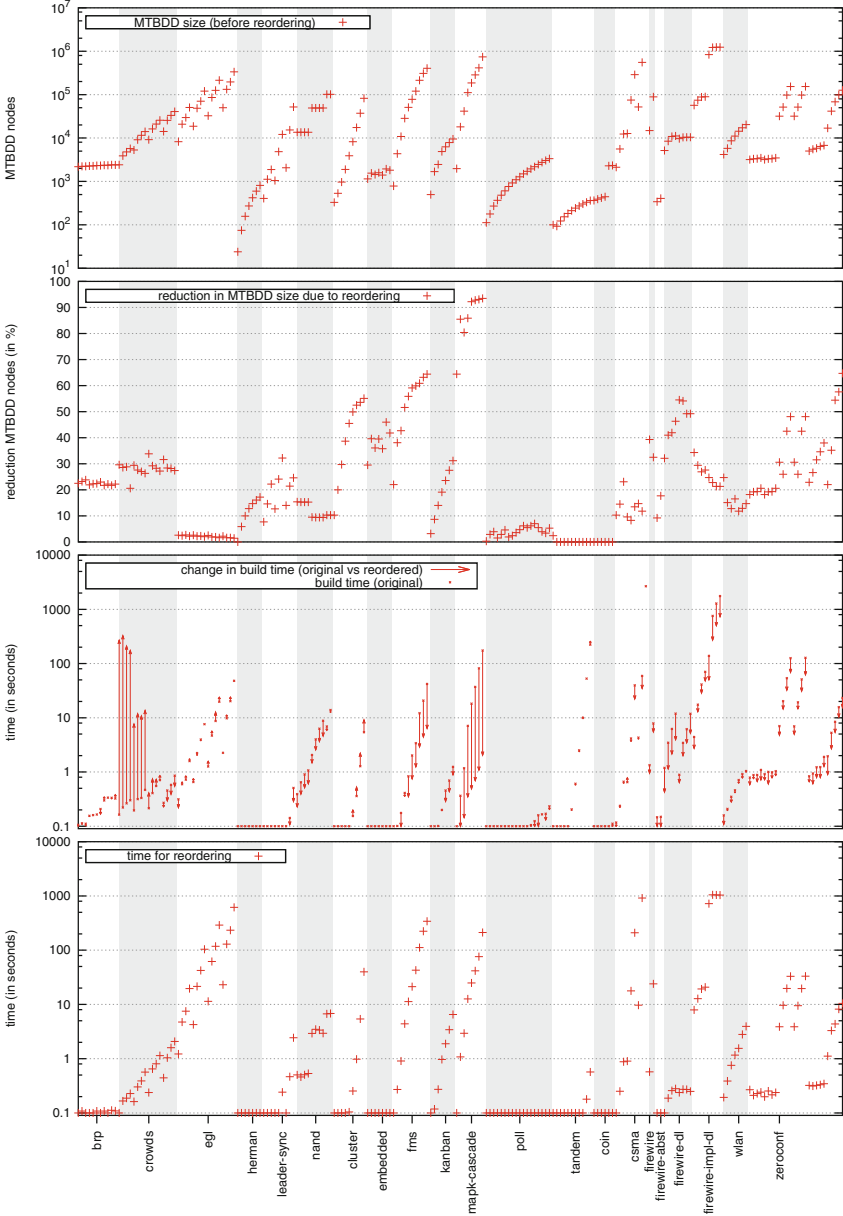 MTBDD size (before reordering)
MTBDD nodes
10^7
10^6
10^5
10^4
10^3
10^2
10^1
reduction in MTBDD size due to reordering
reduction MTBDD nodes (in %)
100
90
80
70
60
50
40
30
20
10
0
change in build time (original vs reordered)
build time (original)
time (in seconds)
10000
1000
100
10
1
0.1
time for reordering
time (in seconds)
10000
1000
100
10
1
0.1
brp
crowds
egl
herman
leader-sync
nand
cluster
embedded
fms
kanban
mapk-cascade
poll
tandem
coin
csma
firewire
firewire-abst
firewire-dl
firewire-impl-dl
wlan
zeroconf